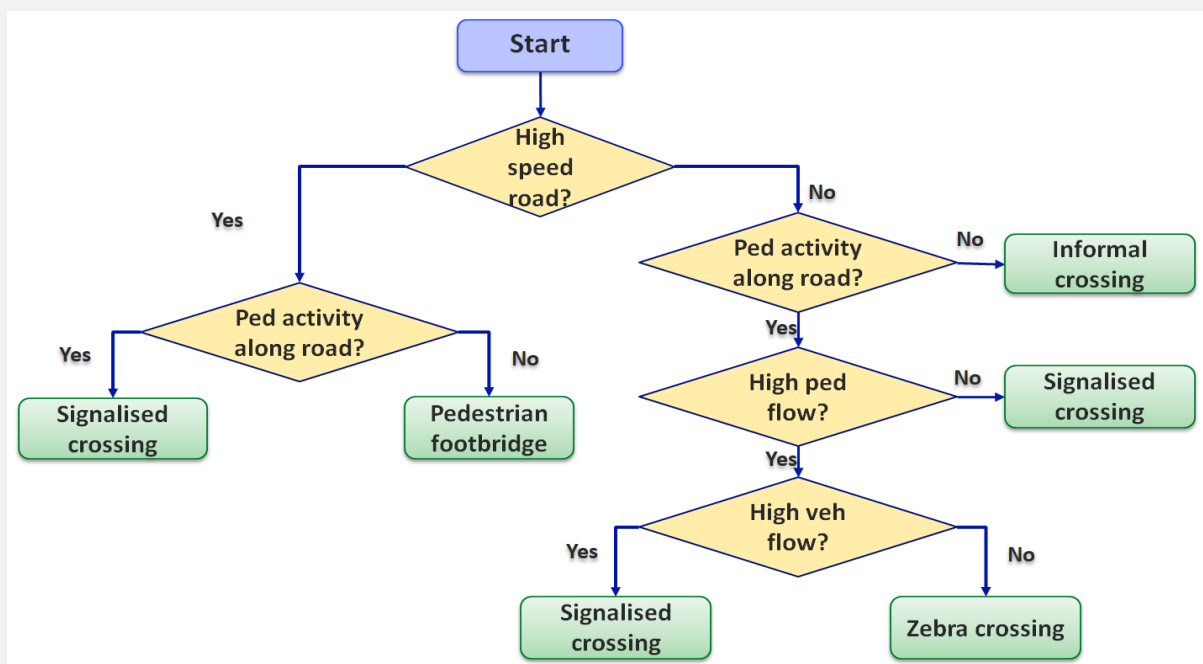 Start
High
speed
road?
Yes
No
Ped activity
along road?
No
Informal
crossing
Yes
Ped activity
along road?
Yes
No
Signalised
crossing
Pedestrian
footbridge
High ped
flow?
No
Signalised
crossing
Yes
High veh
flow?
Yes
No
Signalised
crossing
Zebra crossing